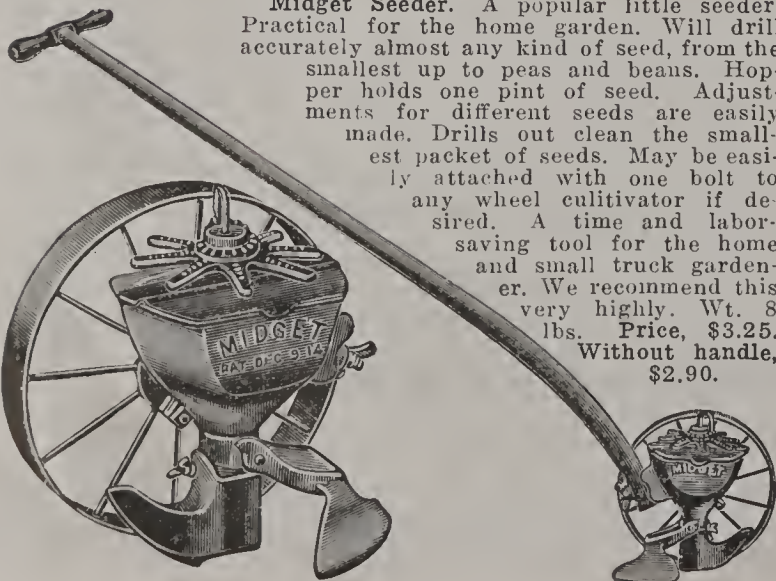 Midget Seeder. A popular little seeder
Practical for the home garden. Will drill
accurately almost any kind of seed, from the
smallest up to peas and beans. Hop-
per holds one pint of seed. Adjust-
ments for different seeds are easily
made. Drills out clean the small-
est packet of seeds. May be easi-
ly attached with one bolt to
any wheel culitivator if de-
sired. A time and labor-
saving tool for the home
and small truck garden-
er. We recommend this
very highly. Wt. 8
lbs. Price, $3.25.
Without handle,
$2.90.
MIDGET
PAT. DEC. 9-14
MIDGET